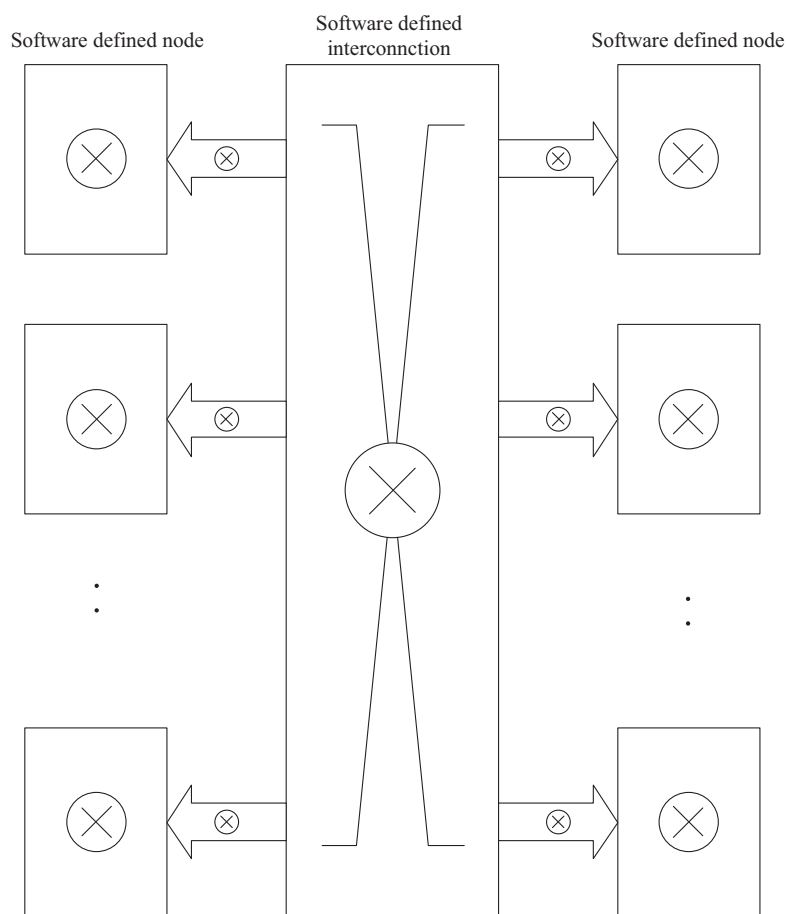 Software defined node
Software defined
interconnction
Software defined node